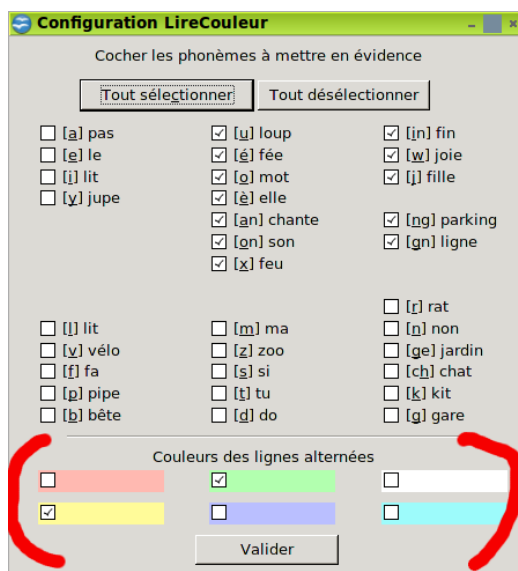 Configuration LireCouleur
Cocher les phonèmes à mettre en évidence
Tout sélectionner Tout désélectionner
[a] pas [u] loup [in] fin
[e] le [é] fée [w] joie
[i] lit [o] mot [j] fille
[y] jupe [è] elle
[an] chante [ng] parking
[on] son [gn] ligne
[x] feu
[r] rat
[l] lit [m] ma [n] non
[v] vélo [z] zoo [ge] jardin
[f] fa [s] si [ch] chat
[p] pipe [t] tu [k] kit
[b] bête [d] do [g] gare
Couleurs des lignes alternées
Valider